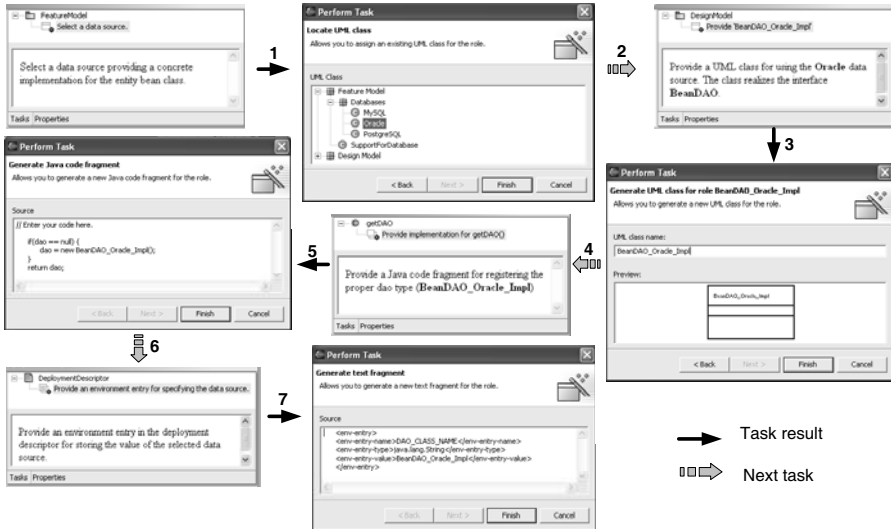 FeatureModel
Select a data source.
Select a data source providing a concrete
implementation for the entity bean class.
Tasks Properties
1
Perform Task
Locate UML class
Allows you to assign an existing UML class for the role.
UML Class
Feature Model
Databases
MySQL
Oracle
PostgreSQL
SupportForDatabase
Design Model
< Back
Next >
Finish
Cancel
2
DesignModel
Provide 'BeanDAO_Oracle_Impl'
Provide a UML class for using the Oracle data
source. The class realizes the interface
BeanDAO.
Tasks Properties
3
Perform Task
Generate UML class for role BeanDAO_Oracle_Impl
Allows you to generate a new UML class for the role.
UML class name:
BeanDAO_Oracle_Impl
Preview:
BeanDAO_Oracle_Impl
< Back
Next >
Finish
Cancel
4
getDAO
Provide implementation for getDAO()
Provide a Java code fragment for registering the
proper dao type (BeanDAO_Oracle_Impl)
Tasks Properties
5
Perform Task
Generate Java code fragment
Allows you to generate a new Java code fragment for the role.
Source
// Enter your code here.
if(dao == null) {
dao = new BeanDAO_Oracle_Impl();
}
return dao;
< Back
Next >
Finish
Cancel
6
DeploymentDescriptor
Provide an environment entry for specifying the data source.
Provide an environment entry in the deployment
descriptor for storing the value of the selected data
source.
Tasks Properties
7
Perform Task
Generate text fragment
Allows you to generate a new text fragment for the role.
Source
<env-entry>
<env-entry-name>DAO_CLASS_NAME</env-entry-name>
<env-entry-type>java.lang.String</env-entry-type>
<env-entry-value>BeanDAO_Oracle_Impl</env-entry-value>
</env-entry>
< Back
Next >
Finish
Cancel
Task result
Next task